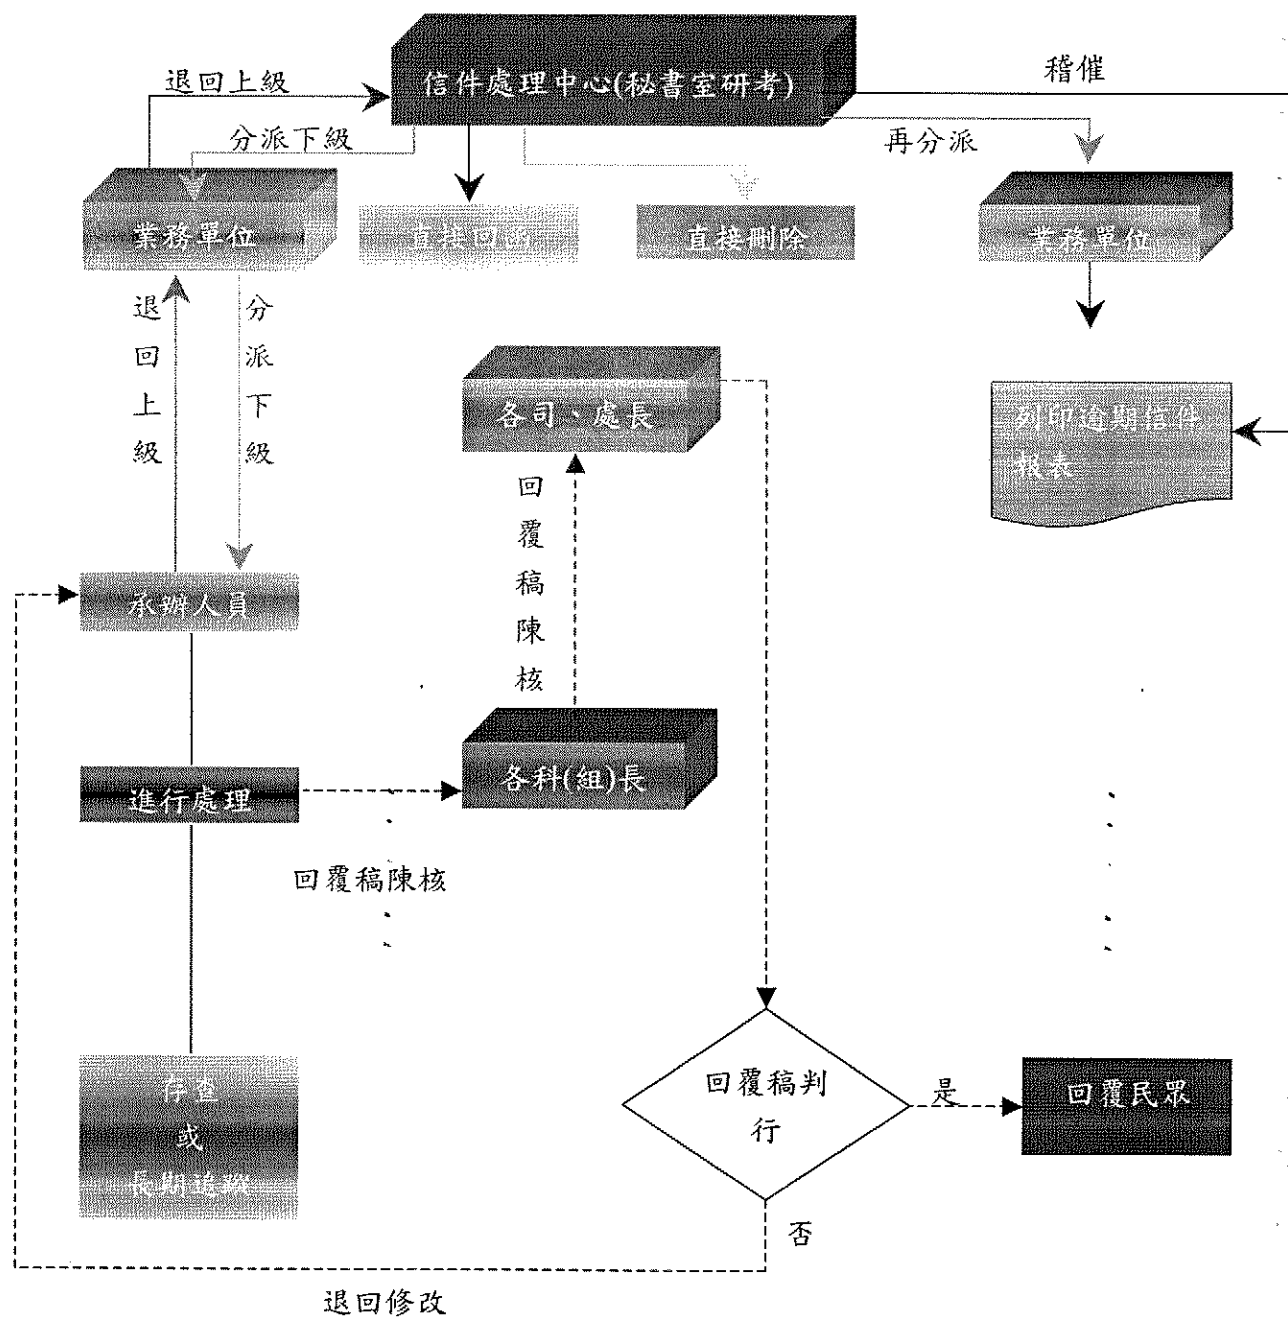 信件處理中心(秘書室研考)
退回上級
稽催
分派下級
再分派
業務單位
直接回函
直接刪除
業務單位
退回上級
分派下級
各司、處長
列印逾期信件
報表
回覆稿陳核
承辦人員
各科(組)長
進行處理
回覆稿陳核
存查
或
長期追蹤
回覆稿判
行
是
回覆民眾
否
退回修改